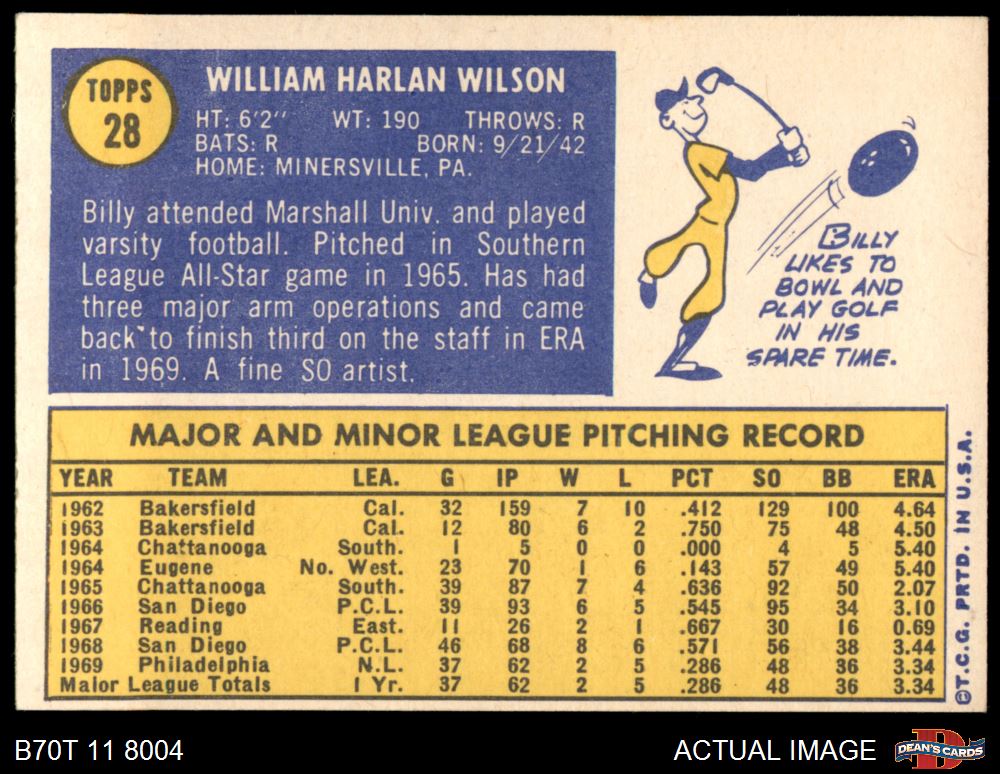 TOPPS
28
WILLIAM HARLAN WILSON
HT: 6'2'' WT: 190 THROWS: R
BATS: R BORN: 9/21/42
HOME: MINERSVILLE, PA.
Billy attended Marshall Univ. and played
varsity football. Pitched in Southern
League All-Star game in 1965. Has had
three major arm operations and came
back to finish third on the staff in ERA
in 1969. A fine SO artist.
BILLY
LIKES TO
BOWL AND
PLAY GOLF
IN HIS
SPARE TIME.
MAJOR AND MINOR LEAGUE PITCHING RECORD
YEAR TEAM LEA. G IP W L PCT SO BB ERA
1962 Bakersfield Cal. 32 159 7 10 .412 129 100 4.64
1963 Bakersfield Cal. 12 80 6 2 .750 75 48 4.50
1964 Chattanooga South. 1 5 0 0 .000 4 5 5.40
1964 Eugene No. West. 23 70 1 6 .143 57 49 5.40
1965 Chattanooga South. 39 87 7 4 .636 92 50 2.07
1966 San Diego P.C.L. 39 93 6 5 .545 95 34 3.10
1967 Reading East. 11 26 2 1 .667 30 16 0.69
1968 San Diego P.C.L. 46 68 8 6 .571 56 38 3.44
1969 Philadelphia N.L. 37 62 2 5 .286 48 36 3.34
Major League Totals 1 Yr. 37 62 2 5 .286 48 36 3.34
©T.C.G. PRTD. IN U.S.A.
B70T 11 8004
ACTUAL IMAGE
D
DEAN'S CARDS